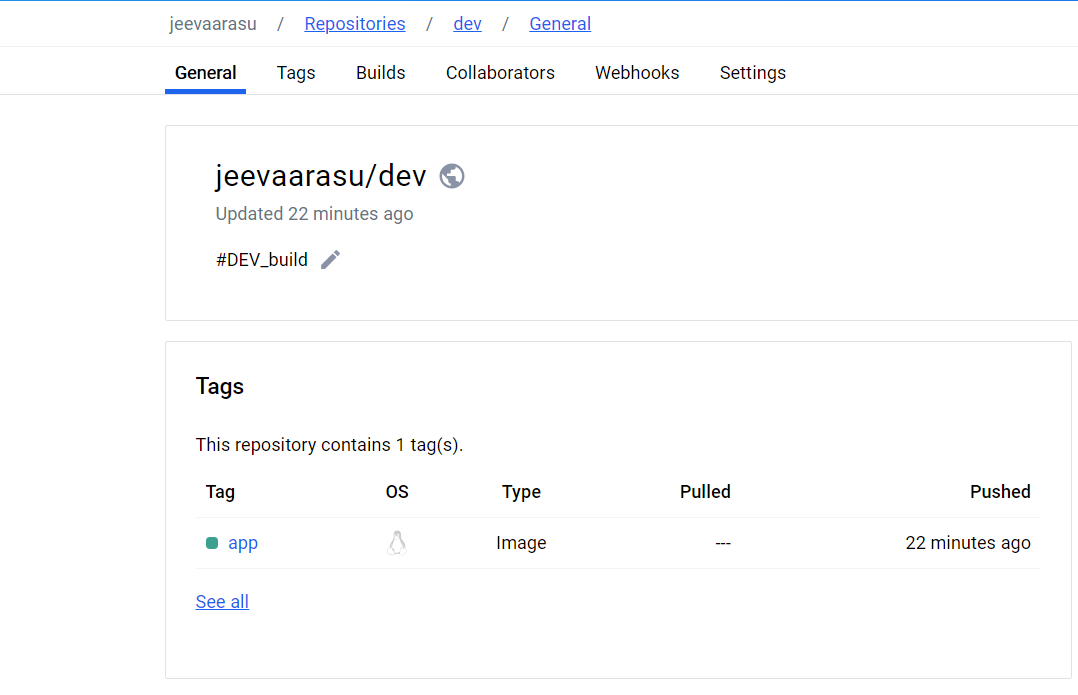 jeevaarasu / Repositories / dev / General
General Tags Builds Collaborators Webhooks Settings
jeevaarasu/dev
Updated 22 minutes ago
#DEV_build
Tags
This repository contains 1 tag(s).
Tag OS Type Pulled Pushed
app Image --- 22 minutes ago
See all